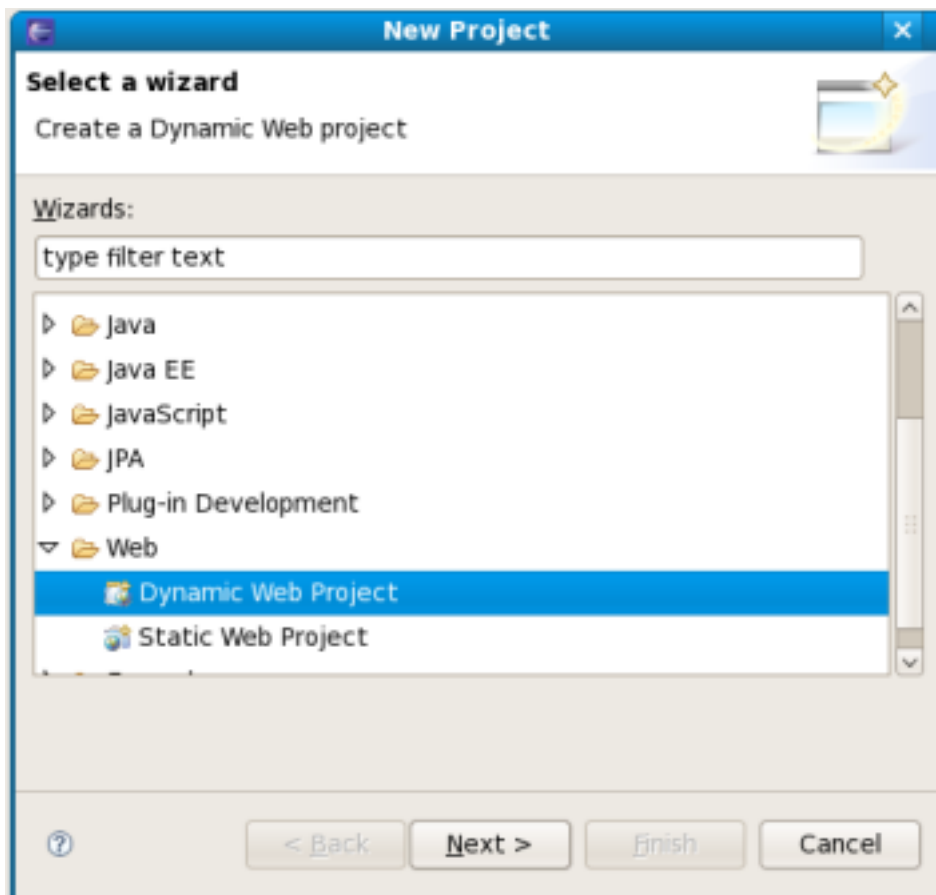 New Project
Select a wizard
Create a Dynamic Web project
Wizards:
type filter text
Java
Java EE
JavaScript
JPA
Plug-in Development
Web
Dynamic Web Project
Static Web Project
< Back Next > Finish Cancel